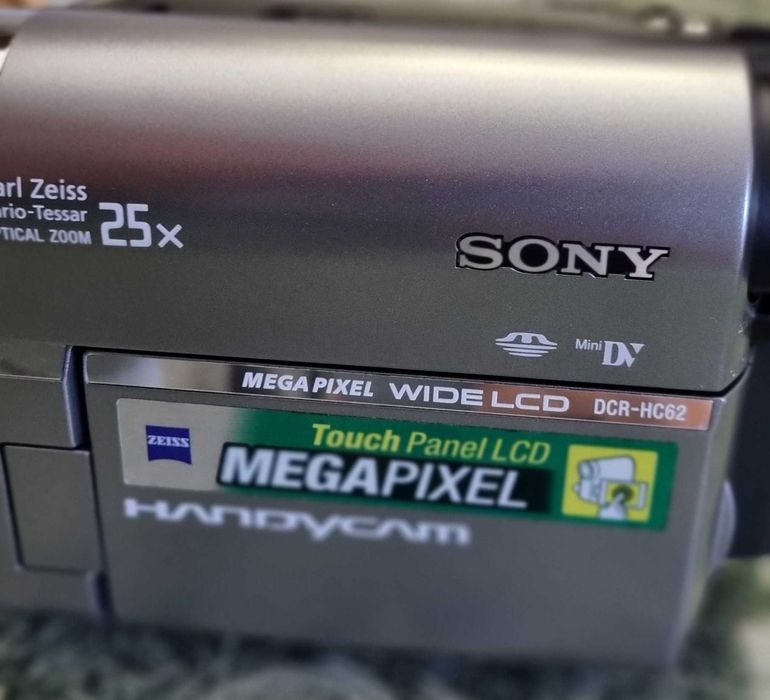 arl Zeiss
ario-Tessar
PTICAL ZOOM 25x
SONY
Mini DV
MEGA PIXEL WIDE LCD DCR-HC62
ZEISS
Touch Panel LCD
MEGAPIXEL
HANDYCAM